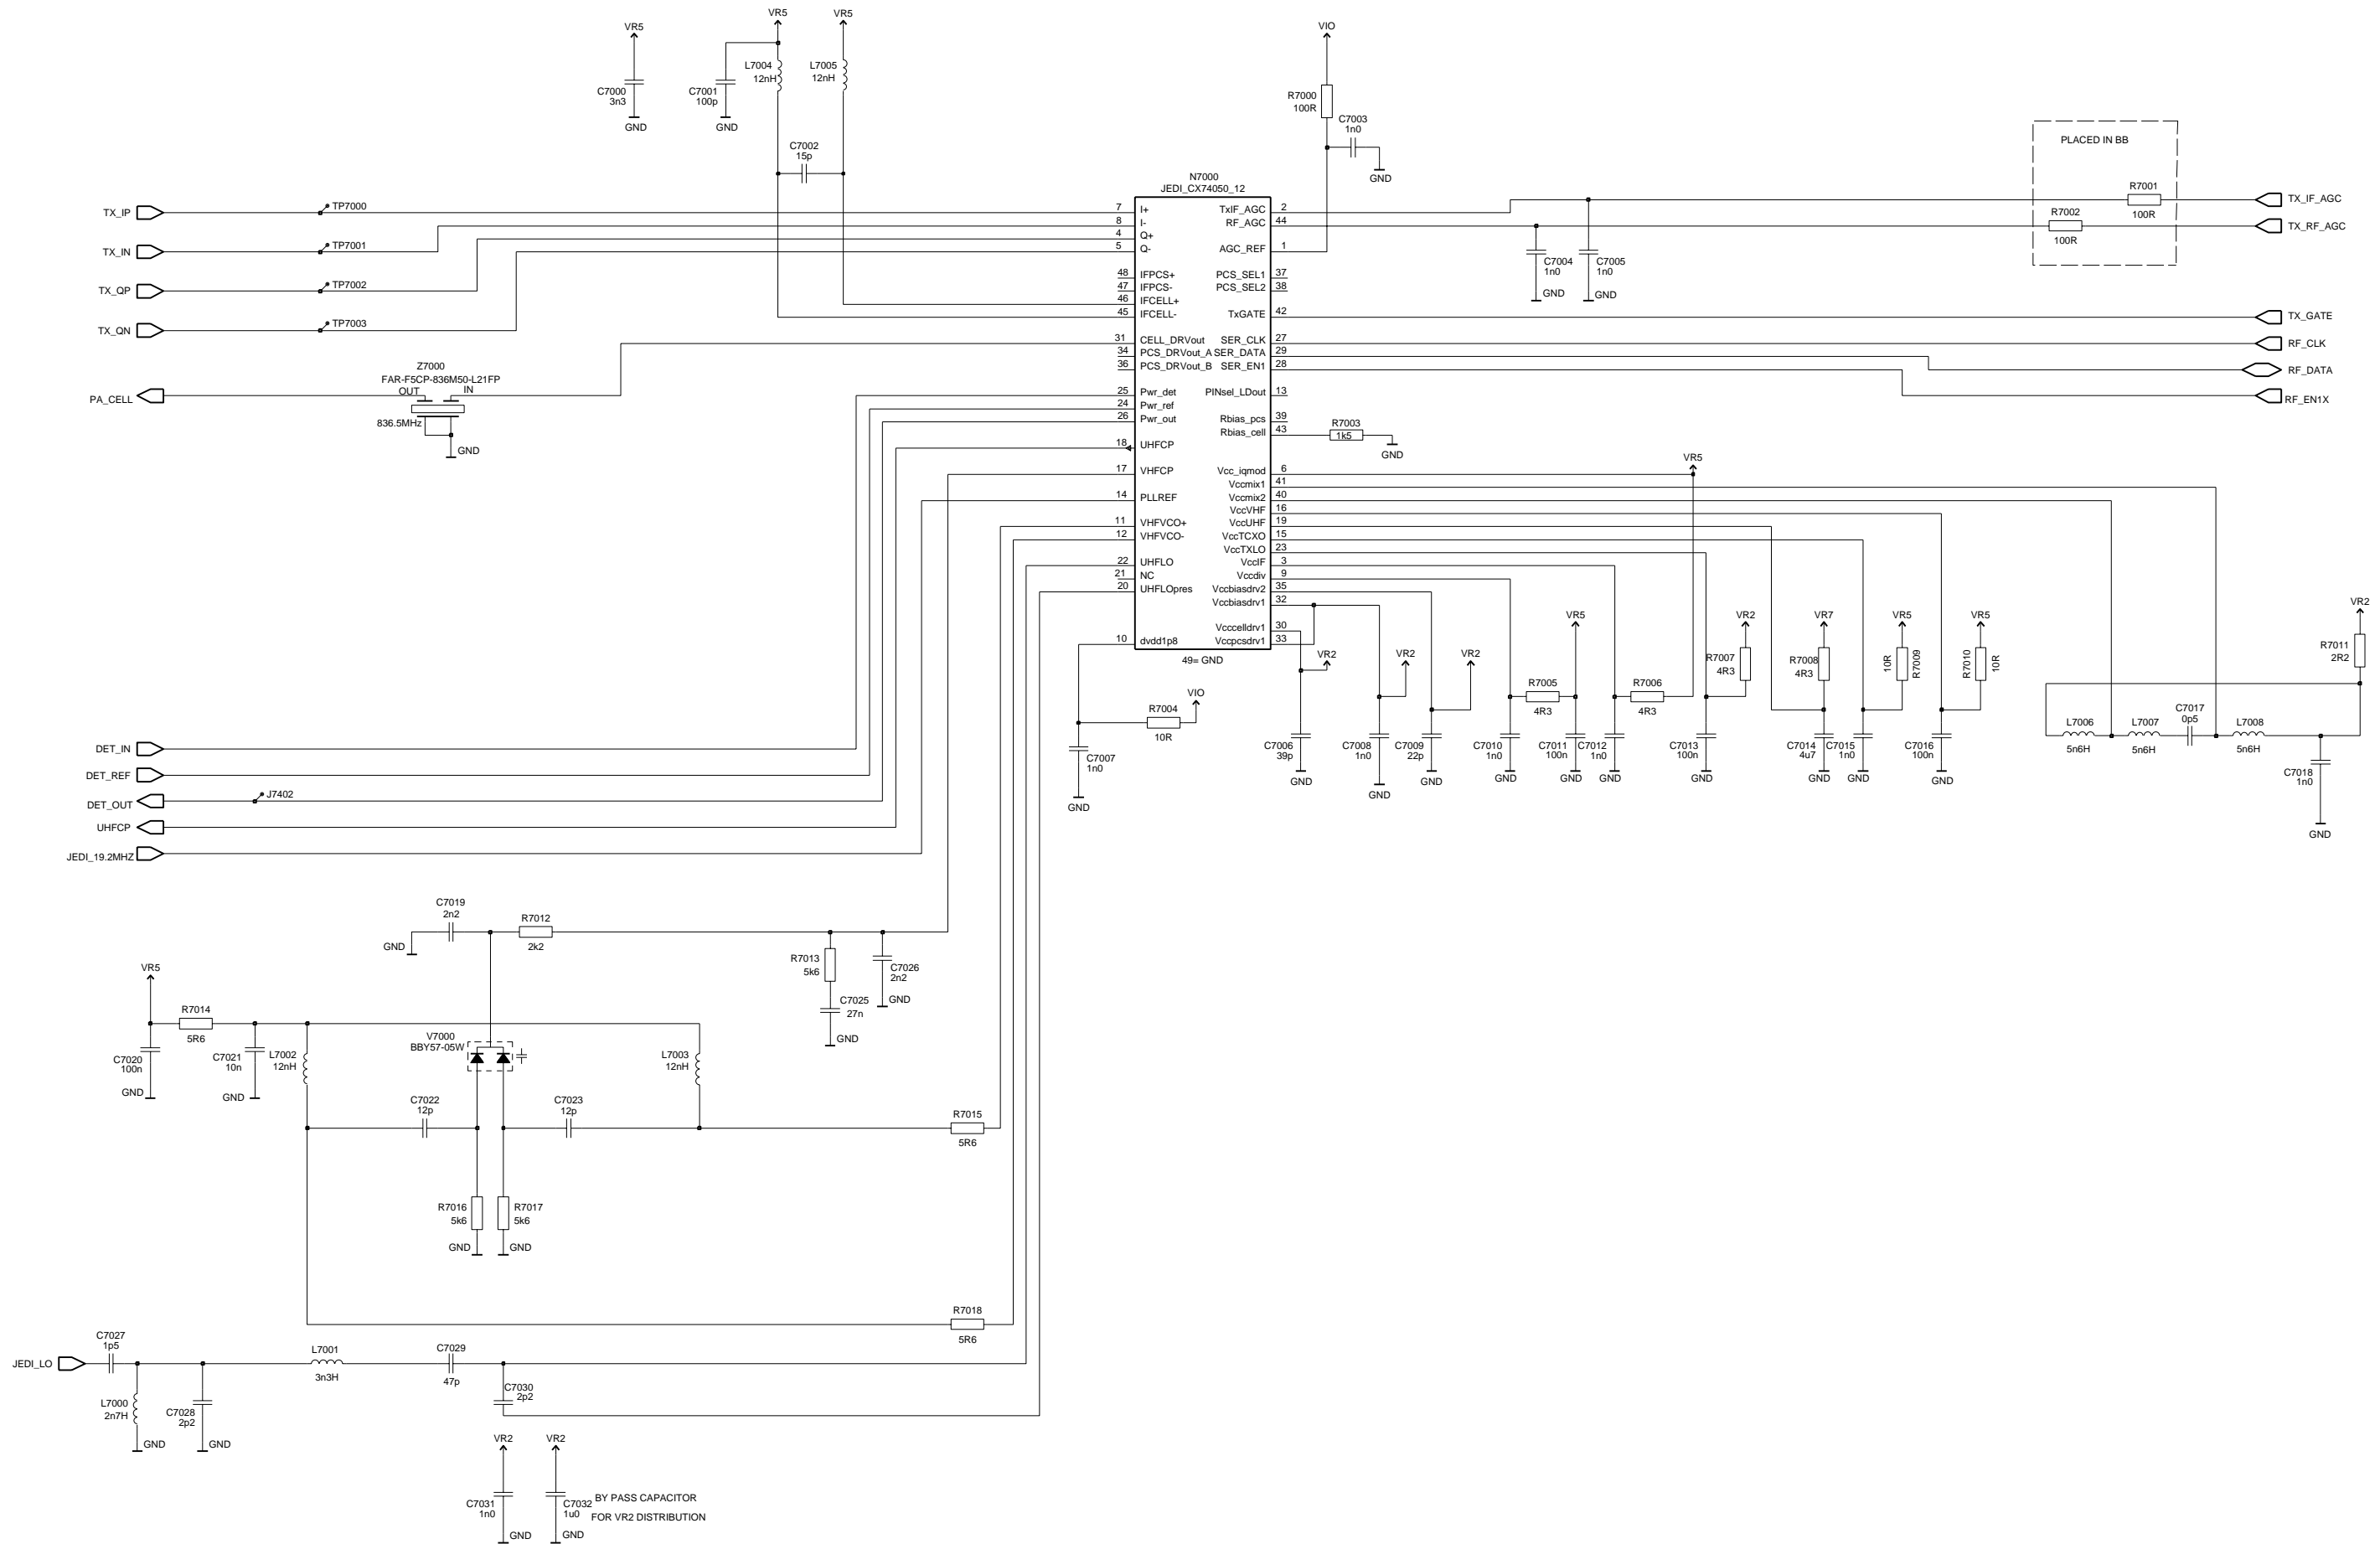 VR5
VR5
VR5
VIO
L7004
12nH
L7005
12nH
C7000
3n3
GND
C7001
100p
GND
R7000
100R
C7003
1n0
GND
C7002
15p
PLACED IN BB
N7000
JEDI_CX74050_12
R7001
100R
R7002
100R
TX_IP
TP7000
TX_IN
TP7001
TX_QP
TP7002
TX_QN
TP7003
TX_IF_AGC
TX_RF_AGC
C7004
1n0
GND
C7005
1n0
GND
TX_GATE
RF_CLK
RF_DATA
RF_EN1X
7 I+
8 I-
4 Q+
5 Q-
48 IFPCS+
47 IFPCS-
46 IFCELL+
45 IFCELL-
31 CELL_DRVout
34 PCS_DRVout_A
36 PCS_DRVout_B
25 Pwr_det
24 Pwr_ref
26 Pwr_out
18 UHFCP
17 VHFCP
14 PLLREF
11 VHFVCO+
12 VHFVCO-
22 UHFLO
21 NC
20 UHFLOpres
10 dvdd1p8
TxIF_AGC 2
RF_AGC 44
AGC_REF 1
PCS_SEL1 37
PCS_SEL2 38
TxGATE 42
SER_CLK 27
SER_DATA 29
SER_EN1 28
PINsel_LDout 13
Rbias_pcs 39
Rbias_cell 43
Vcc_iqmod 6
Vccmix1 41
Vccmix2 40
VccVHF 16
VccUHF 19
VccTCXO 15
VccTXLO 23
VccIF 3
Vccdiv 9
Vccbiasdrv2 35
Vccbiasdrv1 32
Vcccelldrv1 30
Vccpcsdrv1 33
49= GND
Z7000
FAR-F5CP-836M50-L21FP
OUT
IN
PA_CELL
836.5MHz
GND
R7003
1k5
GND
VR5
VR2
VR2
VR2
VR5
VR2
VR7
VR5
VR5
VR2
R7007
4R3
R7008
4R3
10R
R7009
R7010
10R
R7011
2R2
R7005
4R3
R7006
4R3
VIO
R7004
10R
C7007
1n0
GND
C7006
39p
GND
C7008
1n0
GND
C7009
22p
GND
C7010
1n0
GND
C7011
100n
GND
C7012
1n0
GND
C7013
100n
GND
C7014
4u7
GND
C7015
1n0
GND
C7016
100n
GND
L7006
5n6H
L7007
5n6H
C7017
0p5
L7008
5n6H
C7018
1n0
GND
DET_IN
DET_REF
DET_OUT
J7402
UHFCP
JEDI_19.2MHZ
C7019
2n2
GND
R7012
2k2
R7013
5k6
C7026
2n2
GND
C7025
27n
GND
VR5
R7014
5R6
C7020
100n
GND
C7021
10n
GND
L7002
12nH
V7000
BBY57-05W
L7003
12nH
C7022
12p
C7023
12p
R7015
5R6
R7016
5k6
GND
R7017
5k6
GND
R7018
5R6
JEDI_LO
C7027
1p5
L7001
3n3H
C7029
47p
L7000
2n7H
GND
C7028
2p2
GND
C7030
2p2
VR2
VR2
C7031
1n0
GND
C7032
1u0
GND
BY PASS CAPACITOR
FOR VR2 DISTRIBUTION